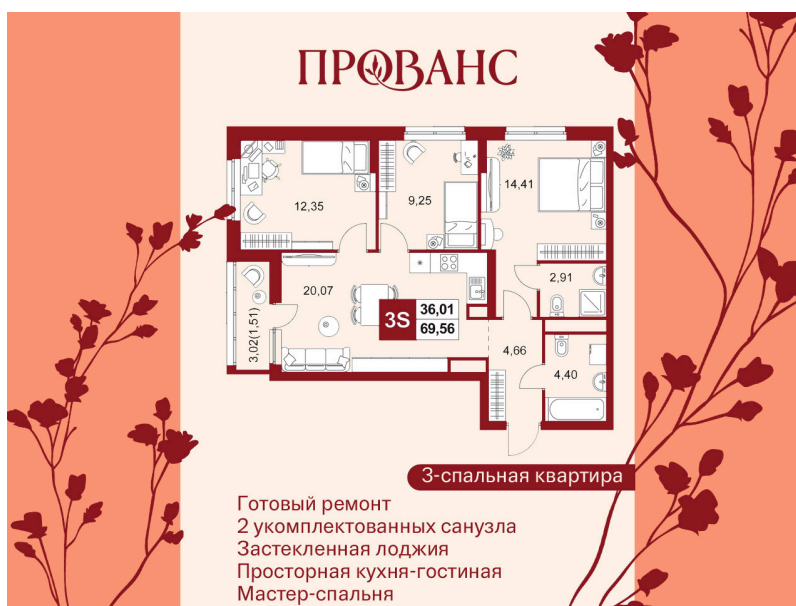 ПРОВАНС
12,35
9,25
14,41
2,91
20,07
3S
36,01
69,56
3,02(1,51)
4,66
4,40
3-спальная квартира
Готовый ремонт
2 укомплектованных санузла
Застекленная лоджия
Просторная кухня-гостиная
Мастер-спальня